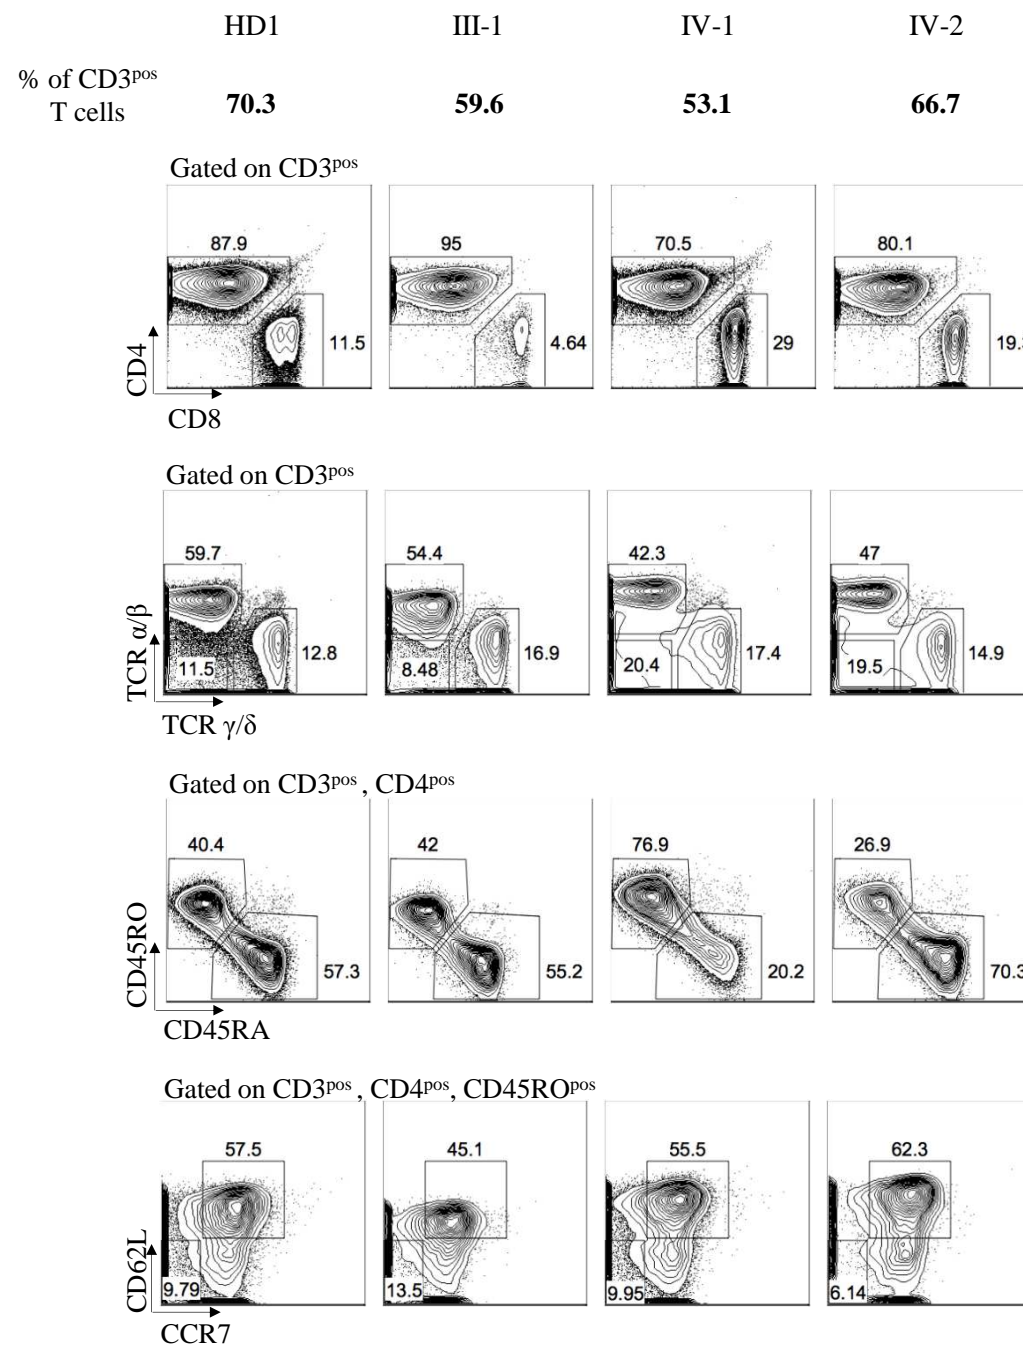 HD1 III-1 IV-1 IV-2
% of CD3pos
T cells
70.3 59.6 53.1 66.7
Gated on CD3pos
87.9 95 70.5 80.1
11.5 4.64 29 19.3
CD4
CD8
Gated on CD3pos
59.7 54.4 42.3 47
12.8 16.9 17.4 14.9
11.5 8.48 20.4 19.5
TCR α/β
TCR γ/δ
Gated on CD3pos , CD4pos
40.4 42 76.9 26.9
57.3 55.2 20.2 70.3
CD45RO
CD45RA
Gated on CD3pos , CD4pos, CD45ROpos
57.5 45.1 55.5 62.3
9.79 13.5 9.95 6.14
CD62L
CCR7